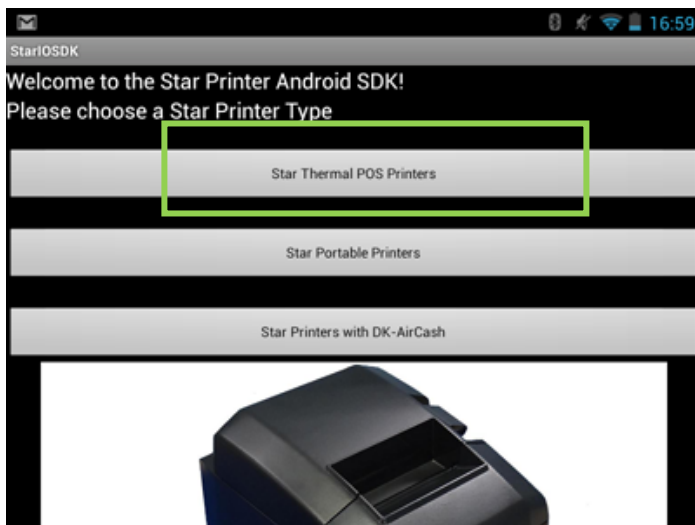 16:59
StarIOSDK
Welcome to the Star Printer Android SDK!
Please choose a Star Printer Type
Star Thermal POS Printers
Star Portable Printers
Star Printers with DK-AirCash